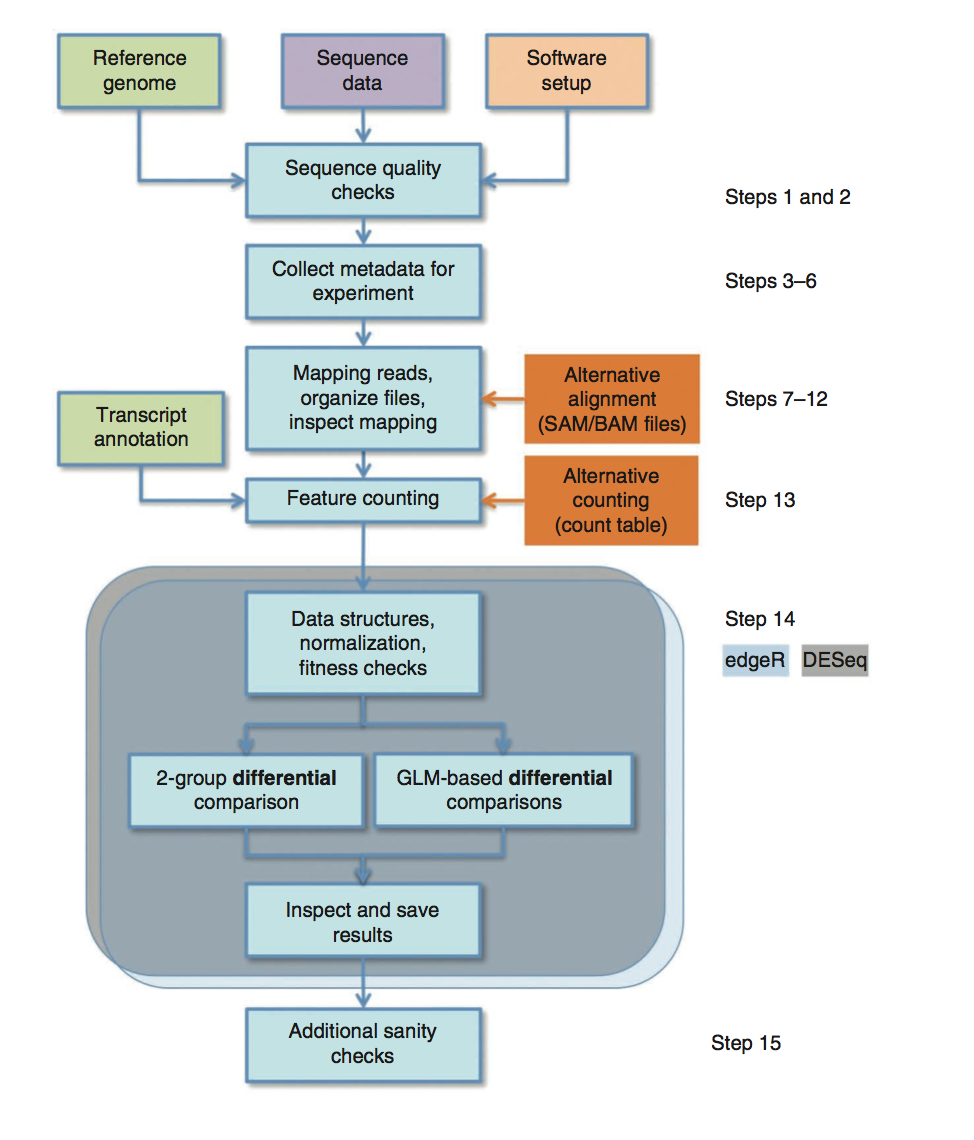 Reference
genome
Sequence
data
Software
setup
Sequence quality
checks
Steps 1 and 2
Collect metadata for
experiment
Steps 3–6
Mapping reads,
organize files,
inspect mapping
Alternative
alignment
(SAM/BAM files)
Steps 7–12
Transcript
annotation
Feature counting
Alternative
counting
(count table)
Step 13
Data structures,
normalization,
fitness checks
Step 14
edgeR
DESeq
2-group differential
comparison
GLM-based differential
comparisons
Inspect and save
results
Additional sanity
checks
Step 15